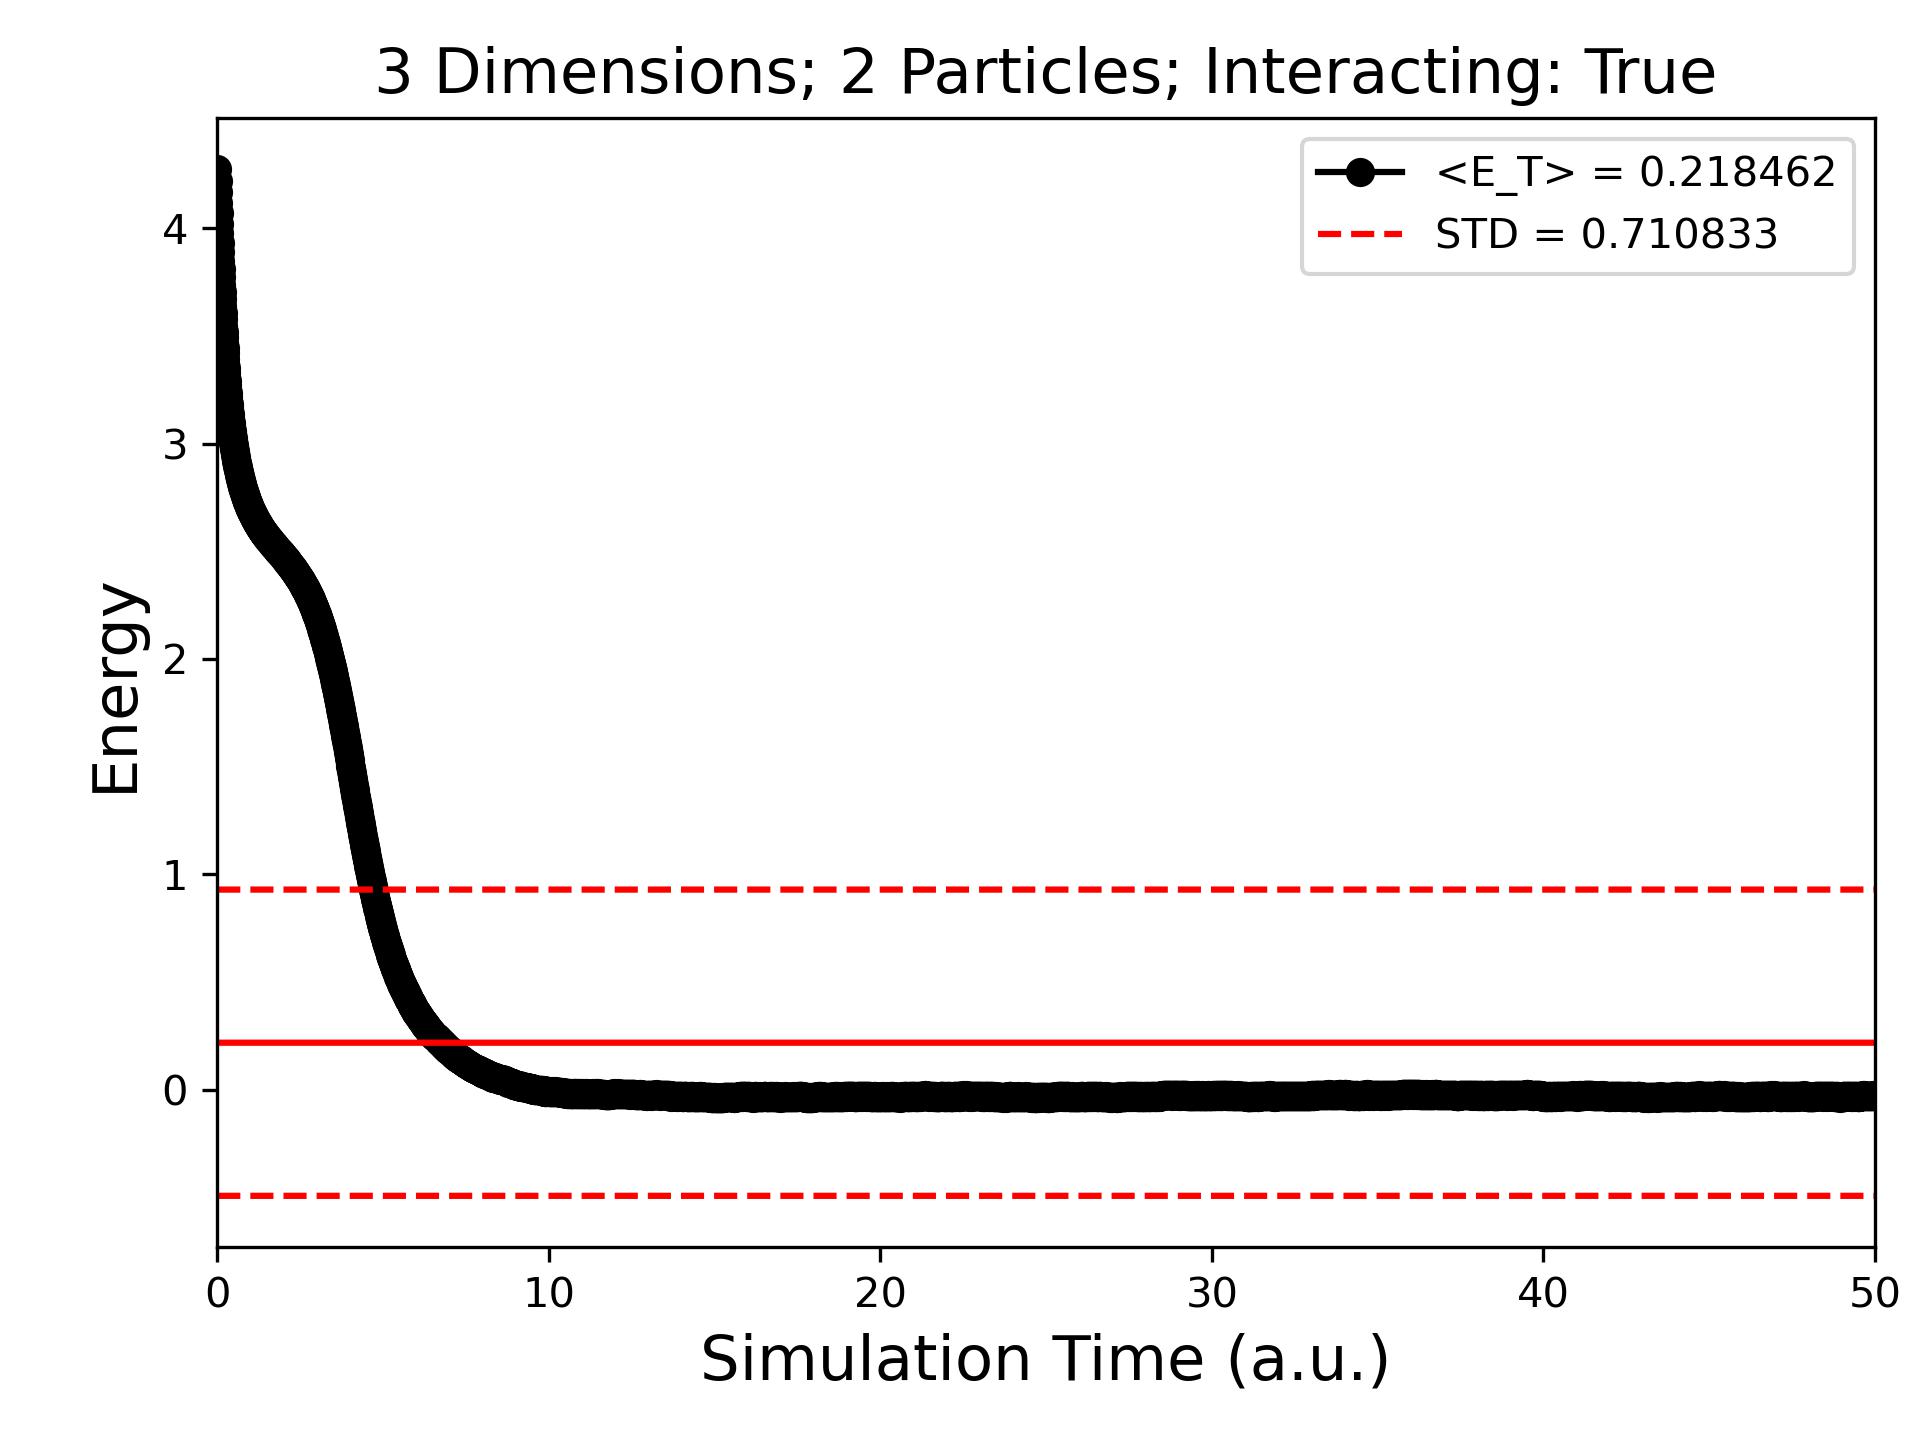 3 Dimensions; 2 Particles; Interacting: True
<E_T> = 0.218462
STD = 0.710833
Energy
4
3
2
1
0
0 10 20 30 40 50
Simulation Time (a.u.)